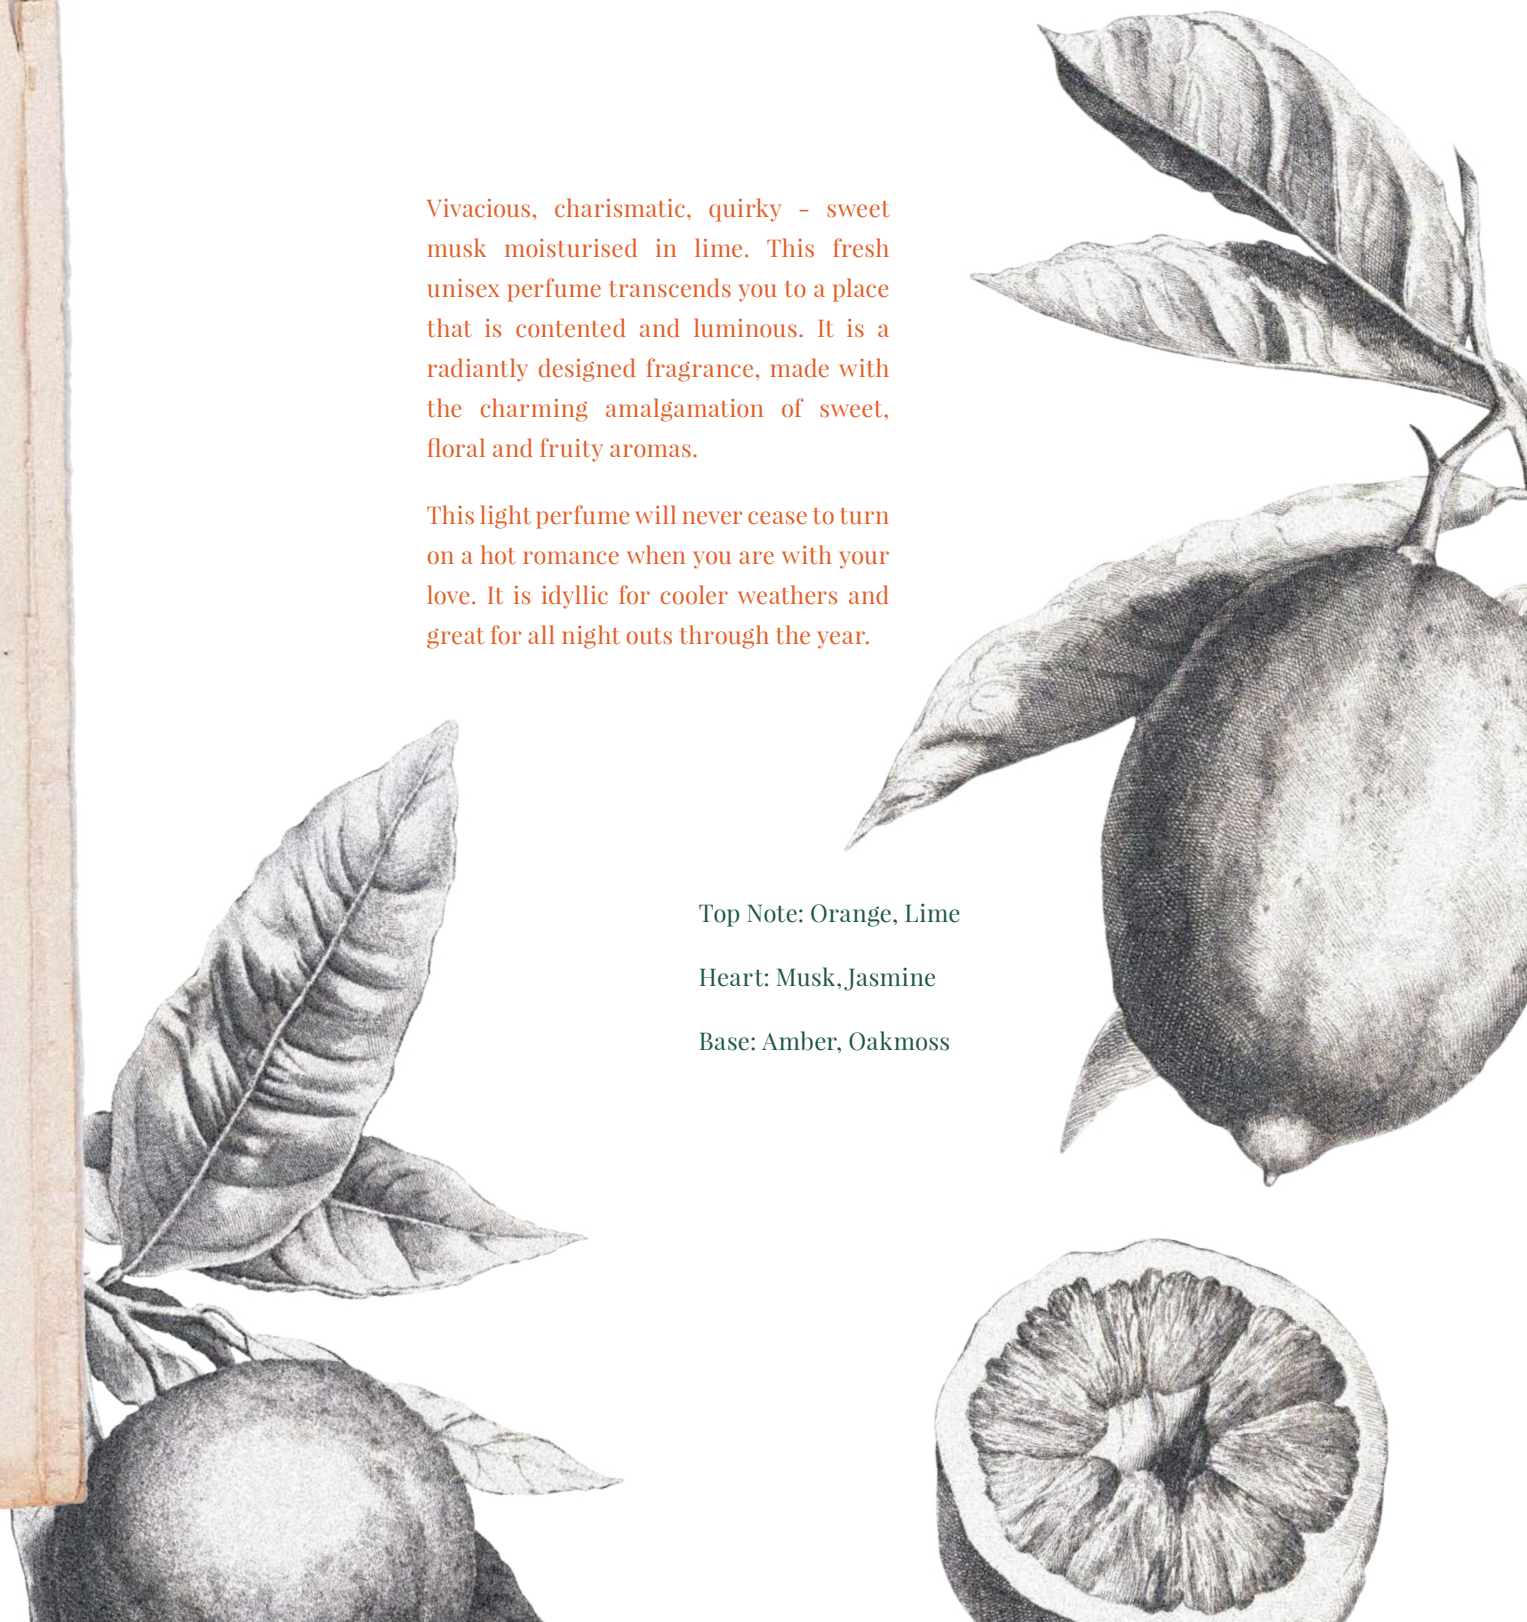 Vivacious, charismatic, quirky - sweet
musk moisturised in lime. This fresh
unisex perfume transcends you to a place
that is contented and luminous. It is a
radiantly designed fragrance, made with
the charming amalgamation of sweet,
floral and fruity aromas.
This light perfume will never cease to turn
on a hot romance when you are with your
love. It is idyllic for cooler weathers and
great for all night outs through the year.
Top Note: Orange, Lime
Heart: Musk, Jasmine
Base: Amber, Oakmoss